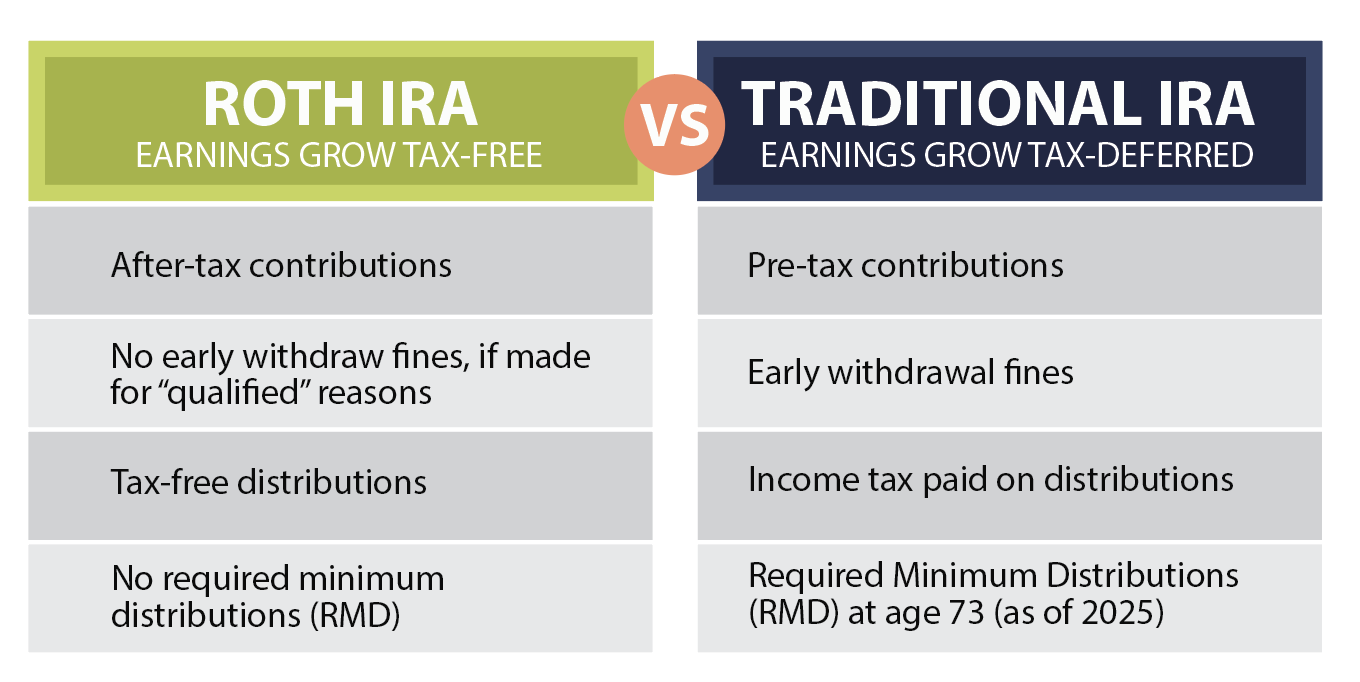 ROTH IRA
EARNINGS GROW TAX-FREE
VS
TRADITIONAL IRA
EARNINGS GROW TAX-DEFERRED
After-tax contributions
Pre-tax contributions
No early withdraw fines, if made
for “qualified” reasons
Early withdrawal fines
Tax-free distributions
Income tax paid on distributions
No required minimum
distributions (RMD)
Required Minimum Distributions
(RMD) at age 73 (as of 2025)